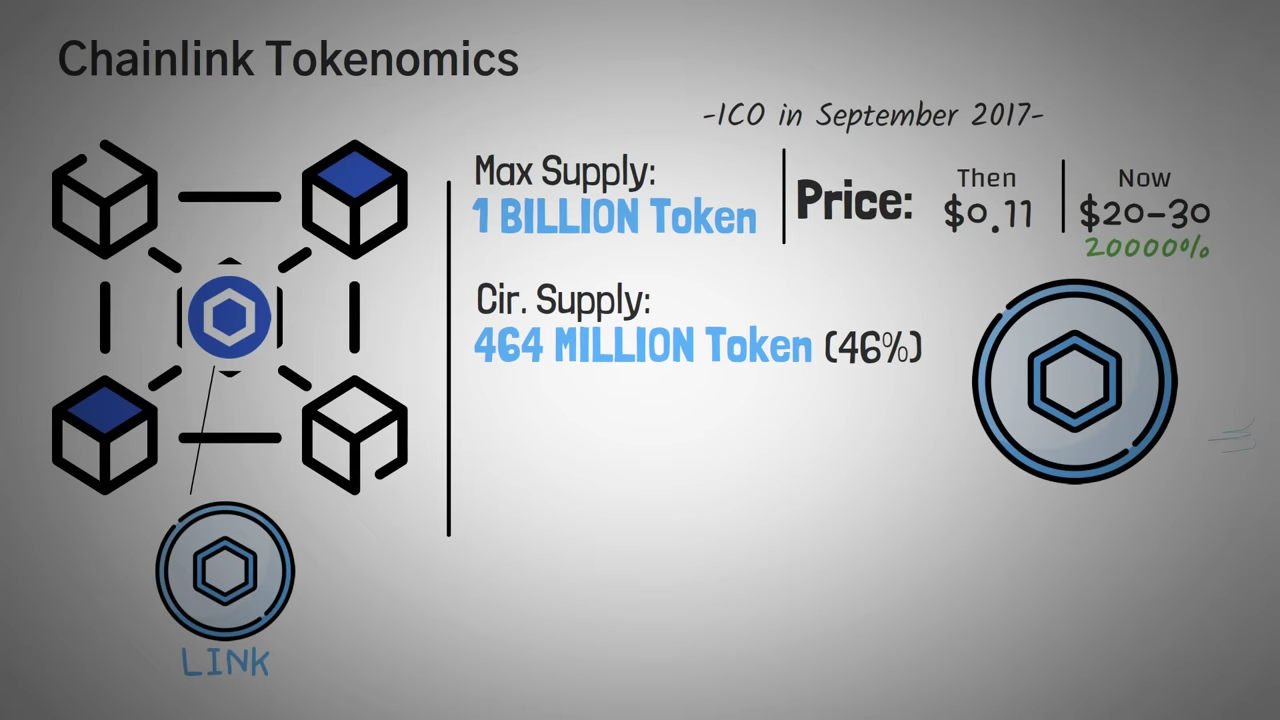 Chainlink Tokenomics
-ICO in September 2017-
Max Supply:
1 BILLION Token
Price:
Then
$0.11
Now
$20-30
20000%
Cir. Supply:
464 MILLION Token (46%)
LINK